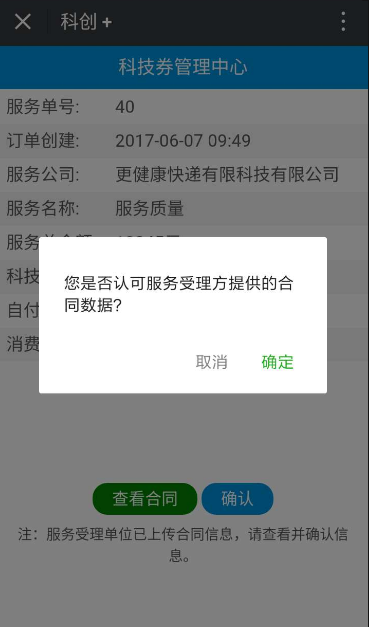 科创 +
科技券管理中心
服务单号: 40
订单创建: 2017-06-07 09:49
服务公司: 更健康快递有限科技有限公司
服务名称: 服务质量
服务
科技
您是否认可服务受理方提供的合
同数据?
自付
消费
取消 确定
查看合同 确认
注：服务受理单位已上传合同信息，请查看并确认信
息。